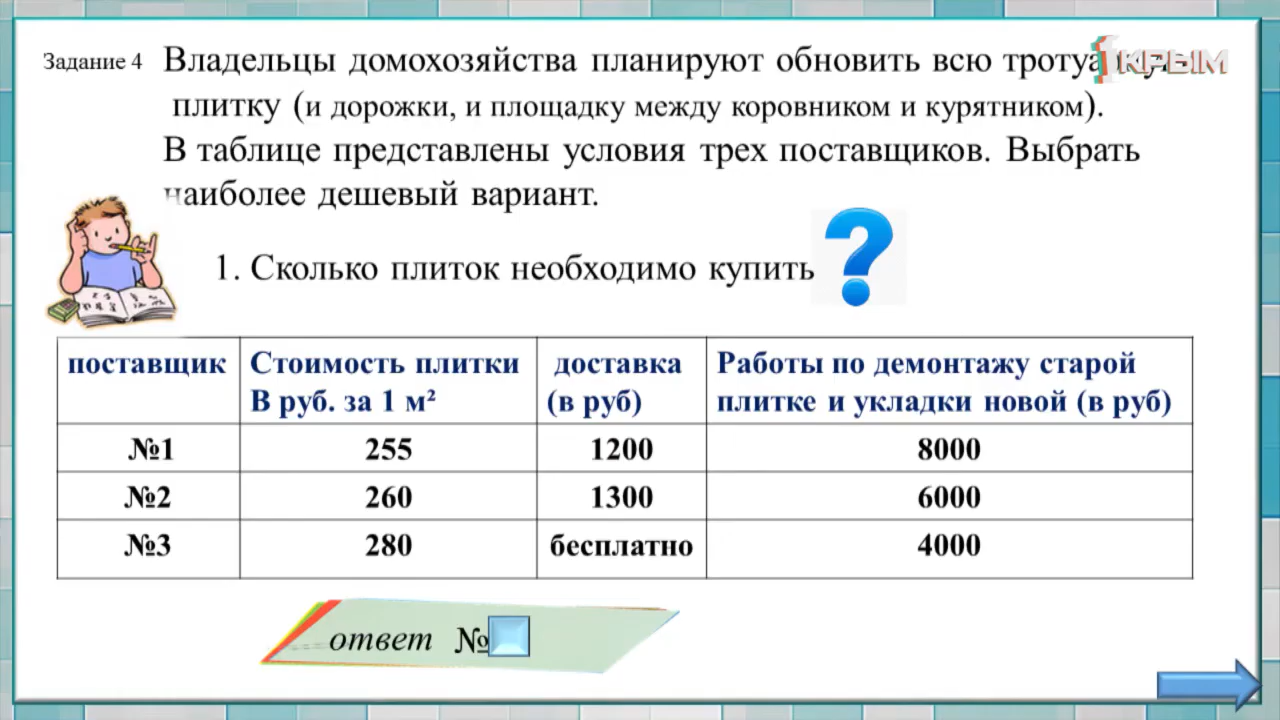 Задание 4
Владельцы домохозяйства планируют обновить всю
плитку (и дорожки, и площадку между коровником и курятником).
В таблице представлены условия трех поставщиков. Выбрать
наиболее дешевый вариант.
1. Сколько плиток необходимо купить ?
поставщик Стоимость плитки В руб. за 1 м² доставка (в руб) Работы по демонтажу старой плитке и укладки новой (в руб)
№1 255 1200 8000
№2 260 1300 6000
№3 280 бесплатно 4000
ответ №
1КРЫМ